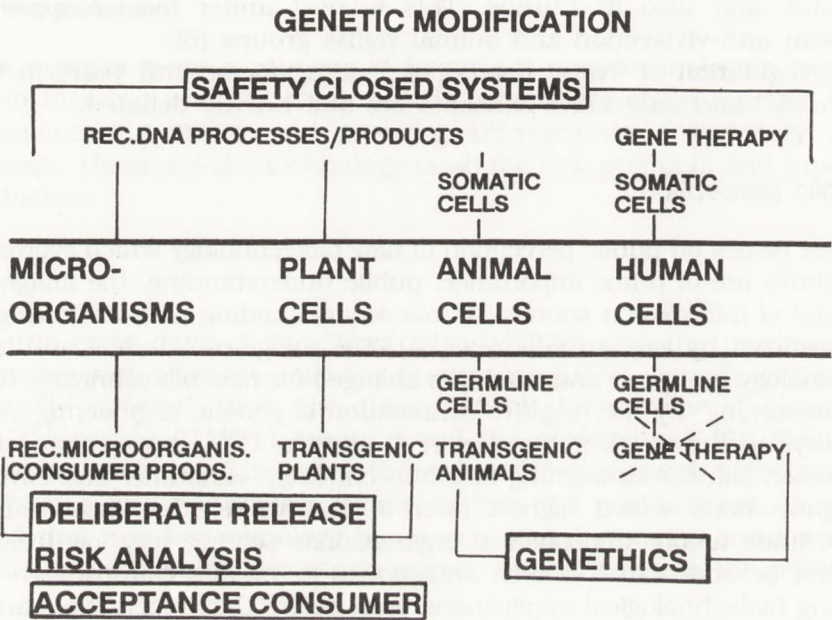 GENETIC MODIFICATION
SAFETY CLOSED SYSTEMS
REC.DNA PROCESSES/PRODUCTS GENE THERAPY
SOMATIC SOMATIC
CELLS CELLS
MICRO- PLANT ANIMAL HUMAN
ORGANISMS CELLS CELLS CELLS
GERMLINE GERMLINE
CELLS CELLS
REC.MICROORGANIS. TRANSGENIC TRANSGENIC GENE THERAPY
CONSUMER PRODS. PLANTS ANIMALS
DELIBERATE RELEASE
RISK ANALYSIS GENETHICS
ACCEPTANCE CONSUMER